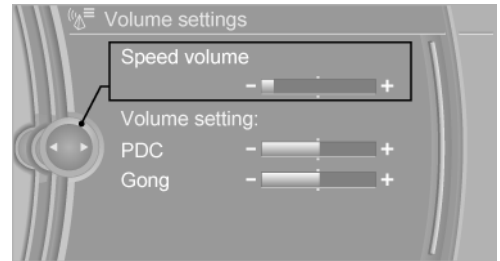 Volume settings
Speed volume
- +
Volume setting:
PDC - +
Gong - +